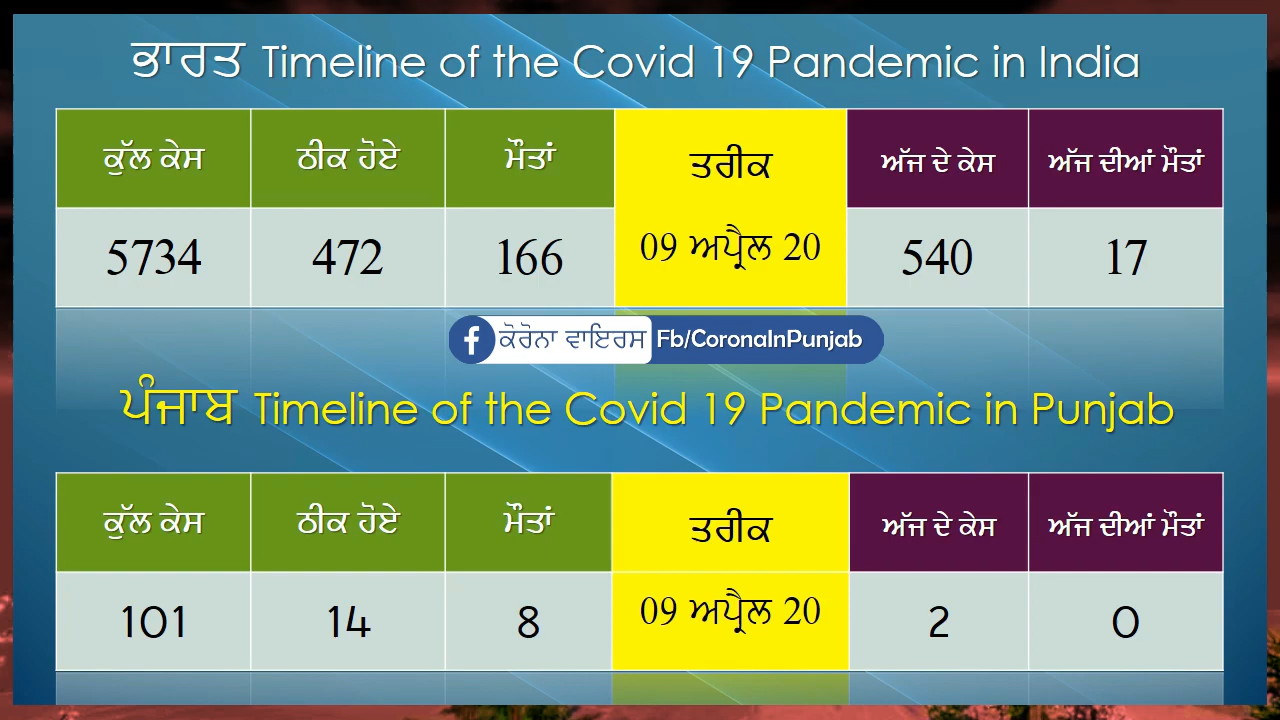 ਭਾਰਤ Timeline of the Covid 19 Pandemic in India
ਕੁੱਲ ਕੇਸ ਠੀਕ ਹੋਏ ਮੌਤਾਂ ਤਰੀਕ ਅੱਜ ਦੇ ਕੇਸ ਅੱਜ ਦੀਆਂ ਮੌਤਾਂ
5734 472 166 09 ਅਪ੍ਰੈਲ 20 540 17
ਕੋਰੋਨਾ ਵਾਇਰਸ Fb/CoronaInPunjab
ਪੰਜਾਬ Timeline of the Covid 19 Pandemic in Punjab
ਕੁੱਲ ਕੇਸ ਠੀਕ ਹੋਏ ਮੌਤਾਂ ਤਰੀਕ ਅੱਜ ਦੇ ਕੇਸ ਅੱਜ ਦੀਆਂ ਮੌਤਾਂ
101 14 8 09 ਅਪ੍ਰੈਲ 20 2 0